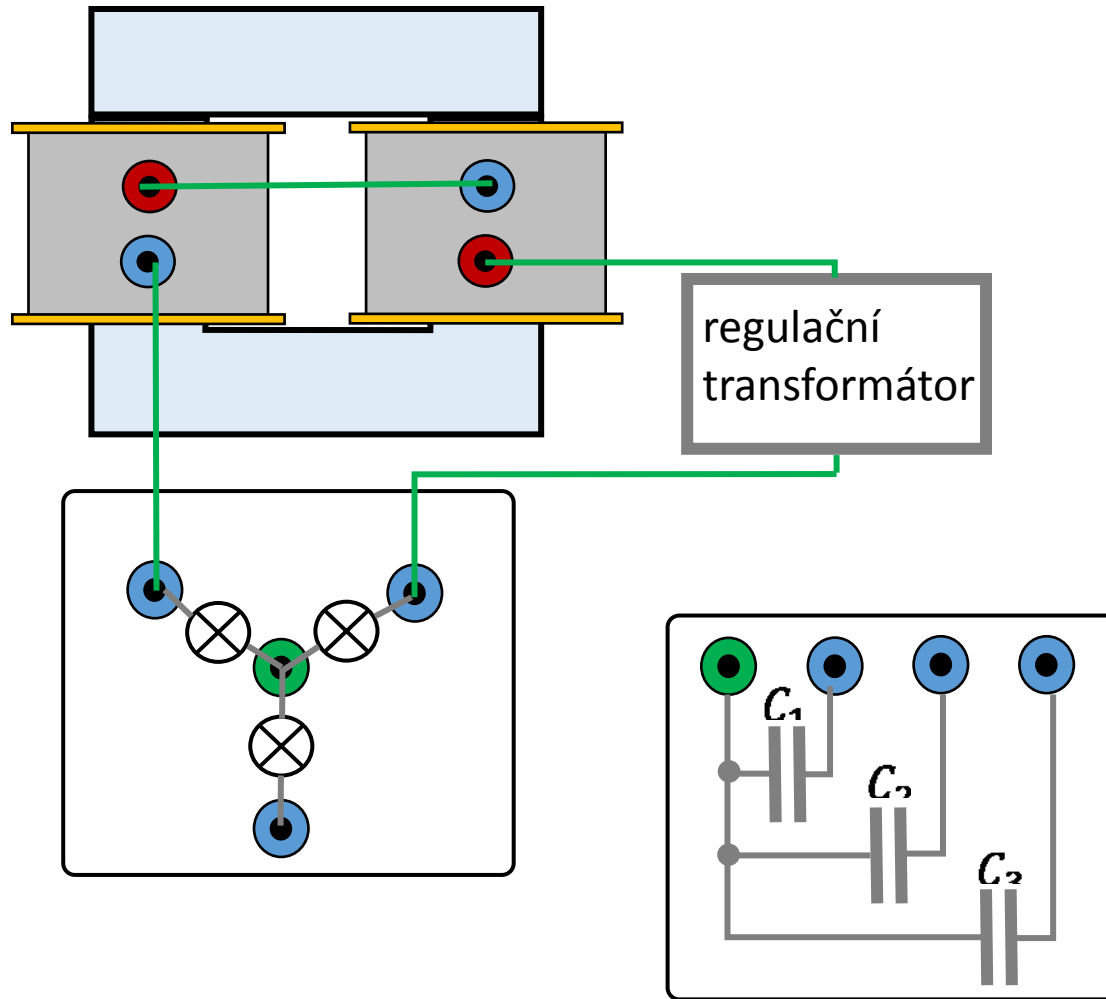 regulační
transformátor
C₁
C₂
C₃